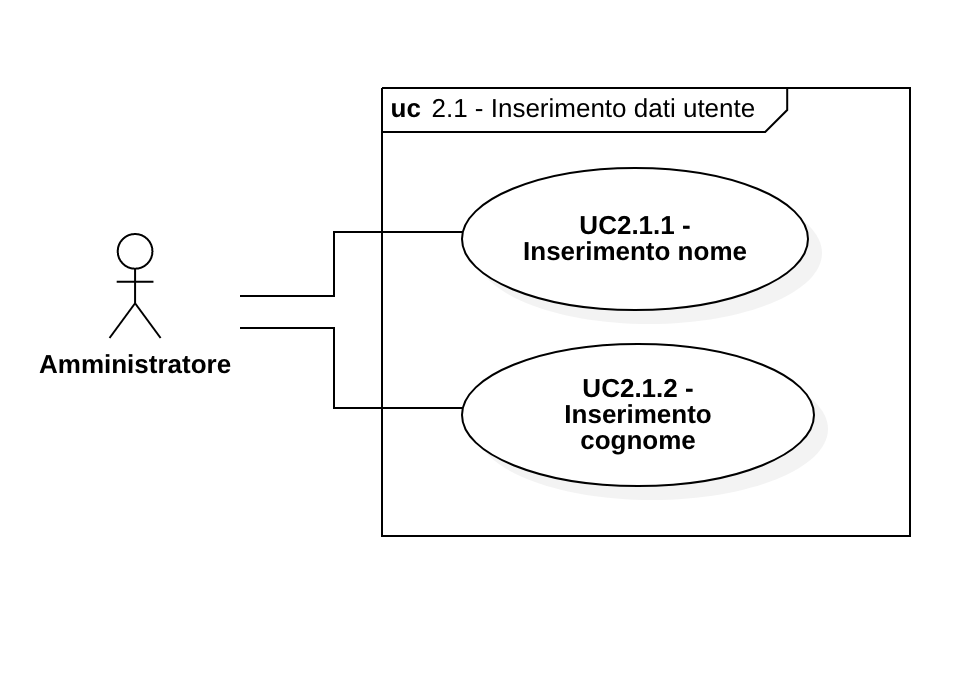 uc 2.1 - Inserimento dati utente
UC2.1.1 -
Inserimento nome
Amministratore
UC2.1.2 -
Inserimento
cognome